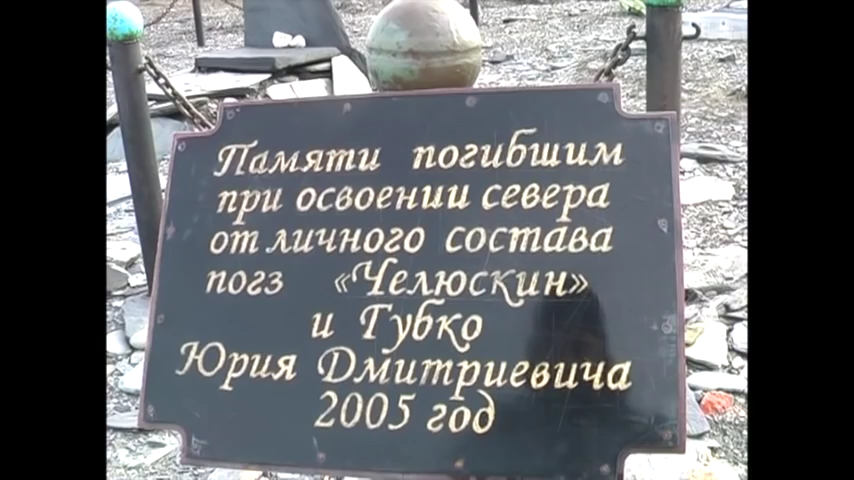 Памяти погибшим
при освоении севера
от личного состава
погз «Челюскин»
и Губко
Юрия Дмитриевича
2005 год